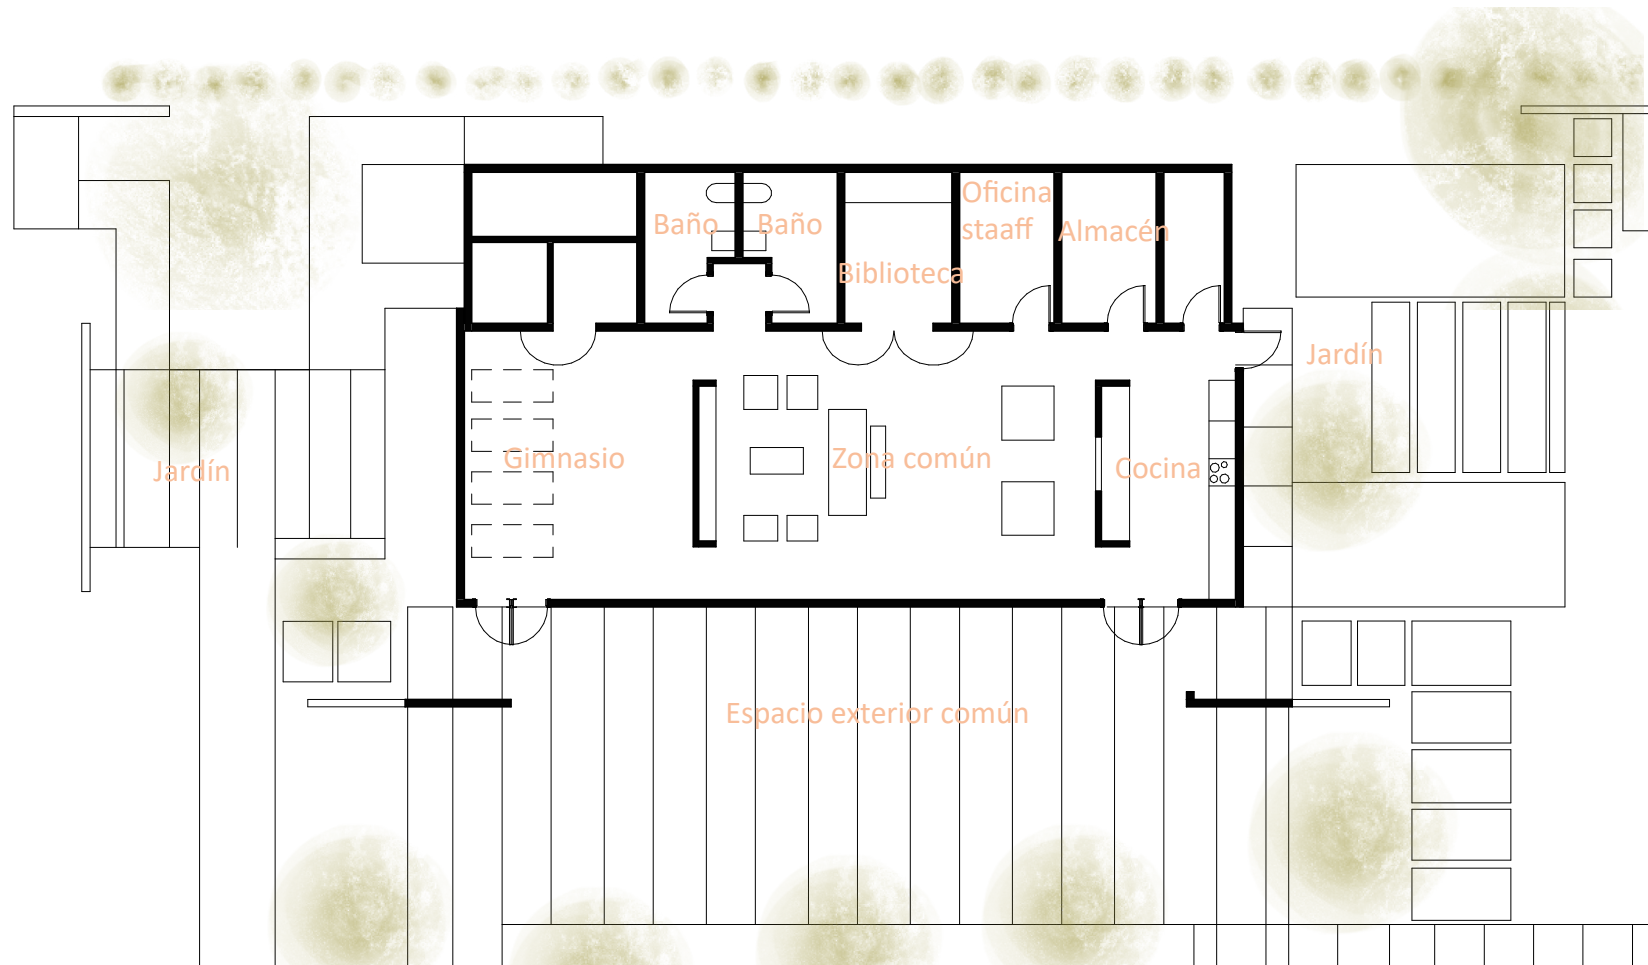 Oficina
staaff
Baño
Baño
Almacén
Biblioteca
Jardín
Gimnasio
Zona común
Cocina
Jardín
Espacio exterior común